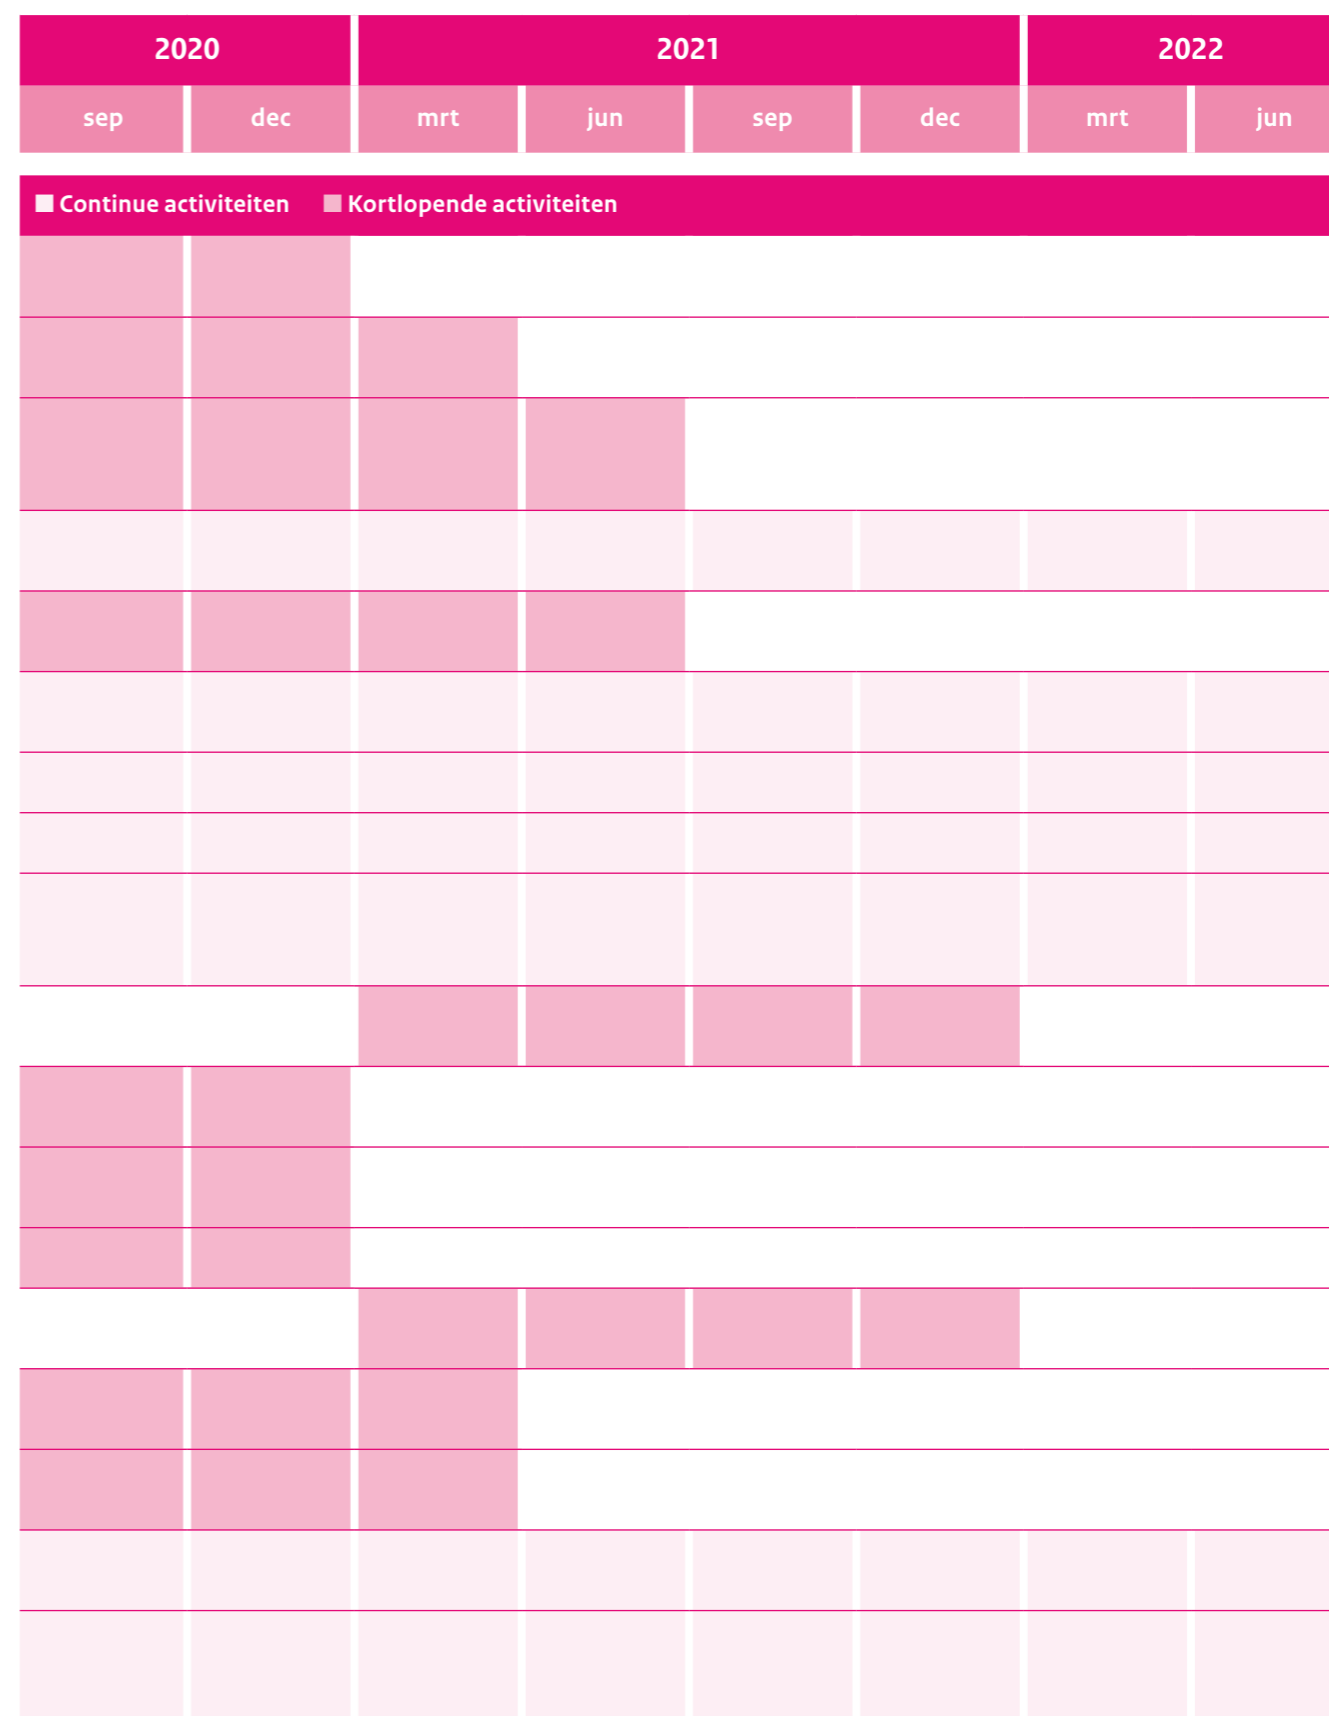 2020 2021 2022
sep dec mrt jun sep dec mrt jun
Continue activiteiten Kortlopende activiteiten